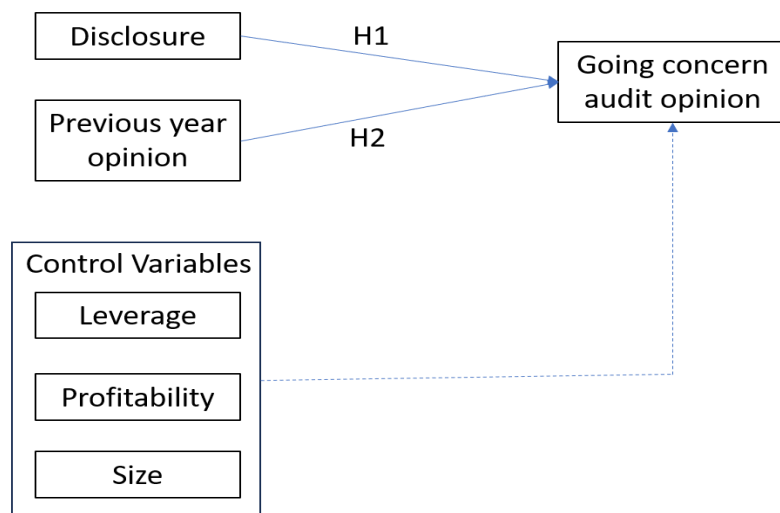 Disclosure
H1
Going concern
audit opinion
Previous year
opinion
H2
Control Variables
Leverage
Profitability
Size